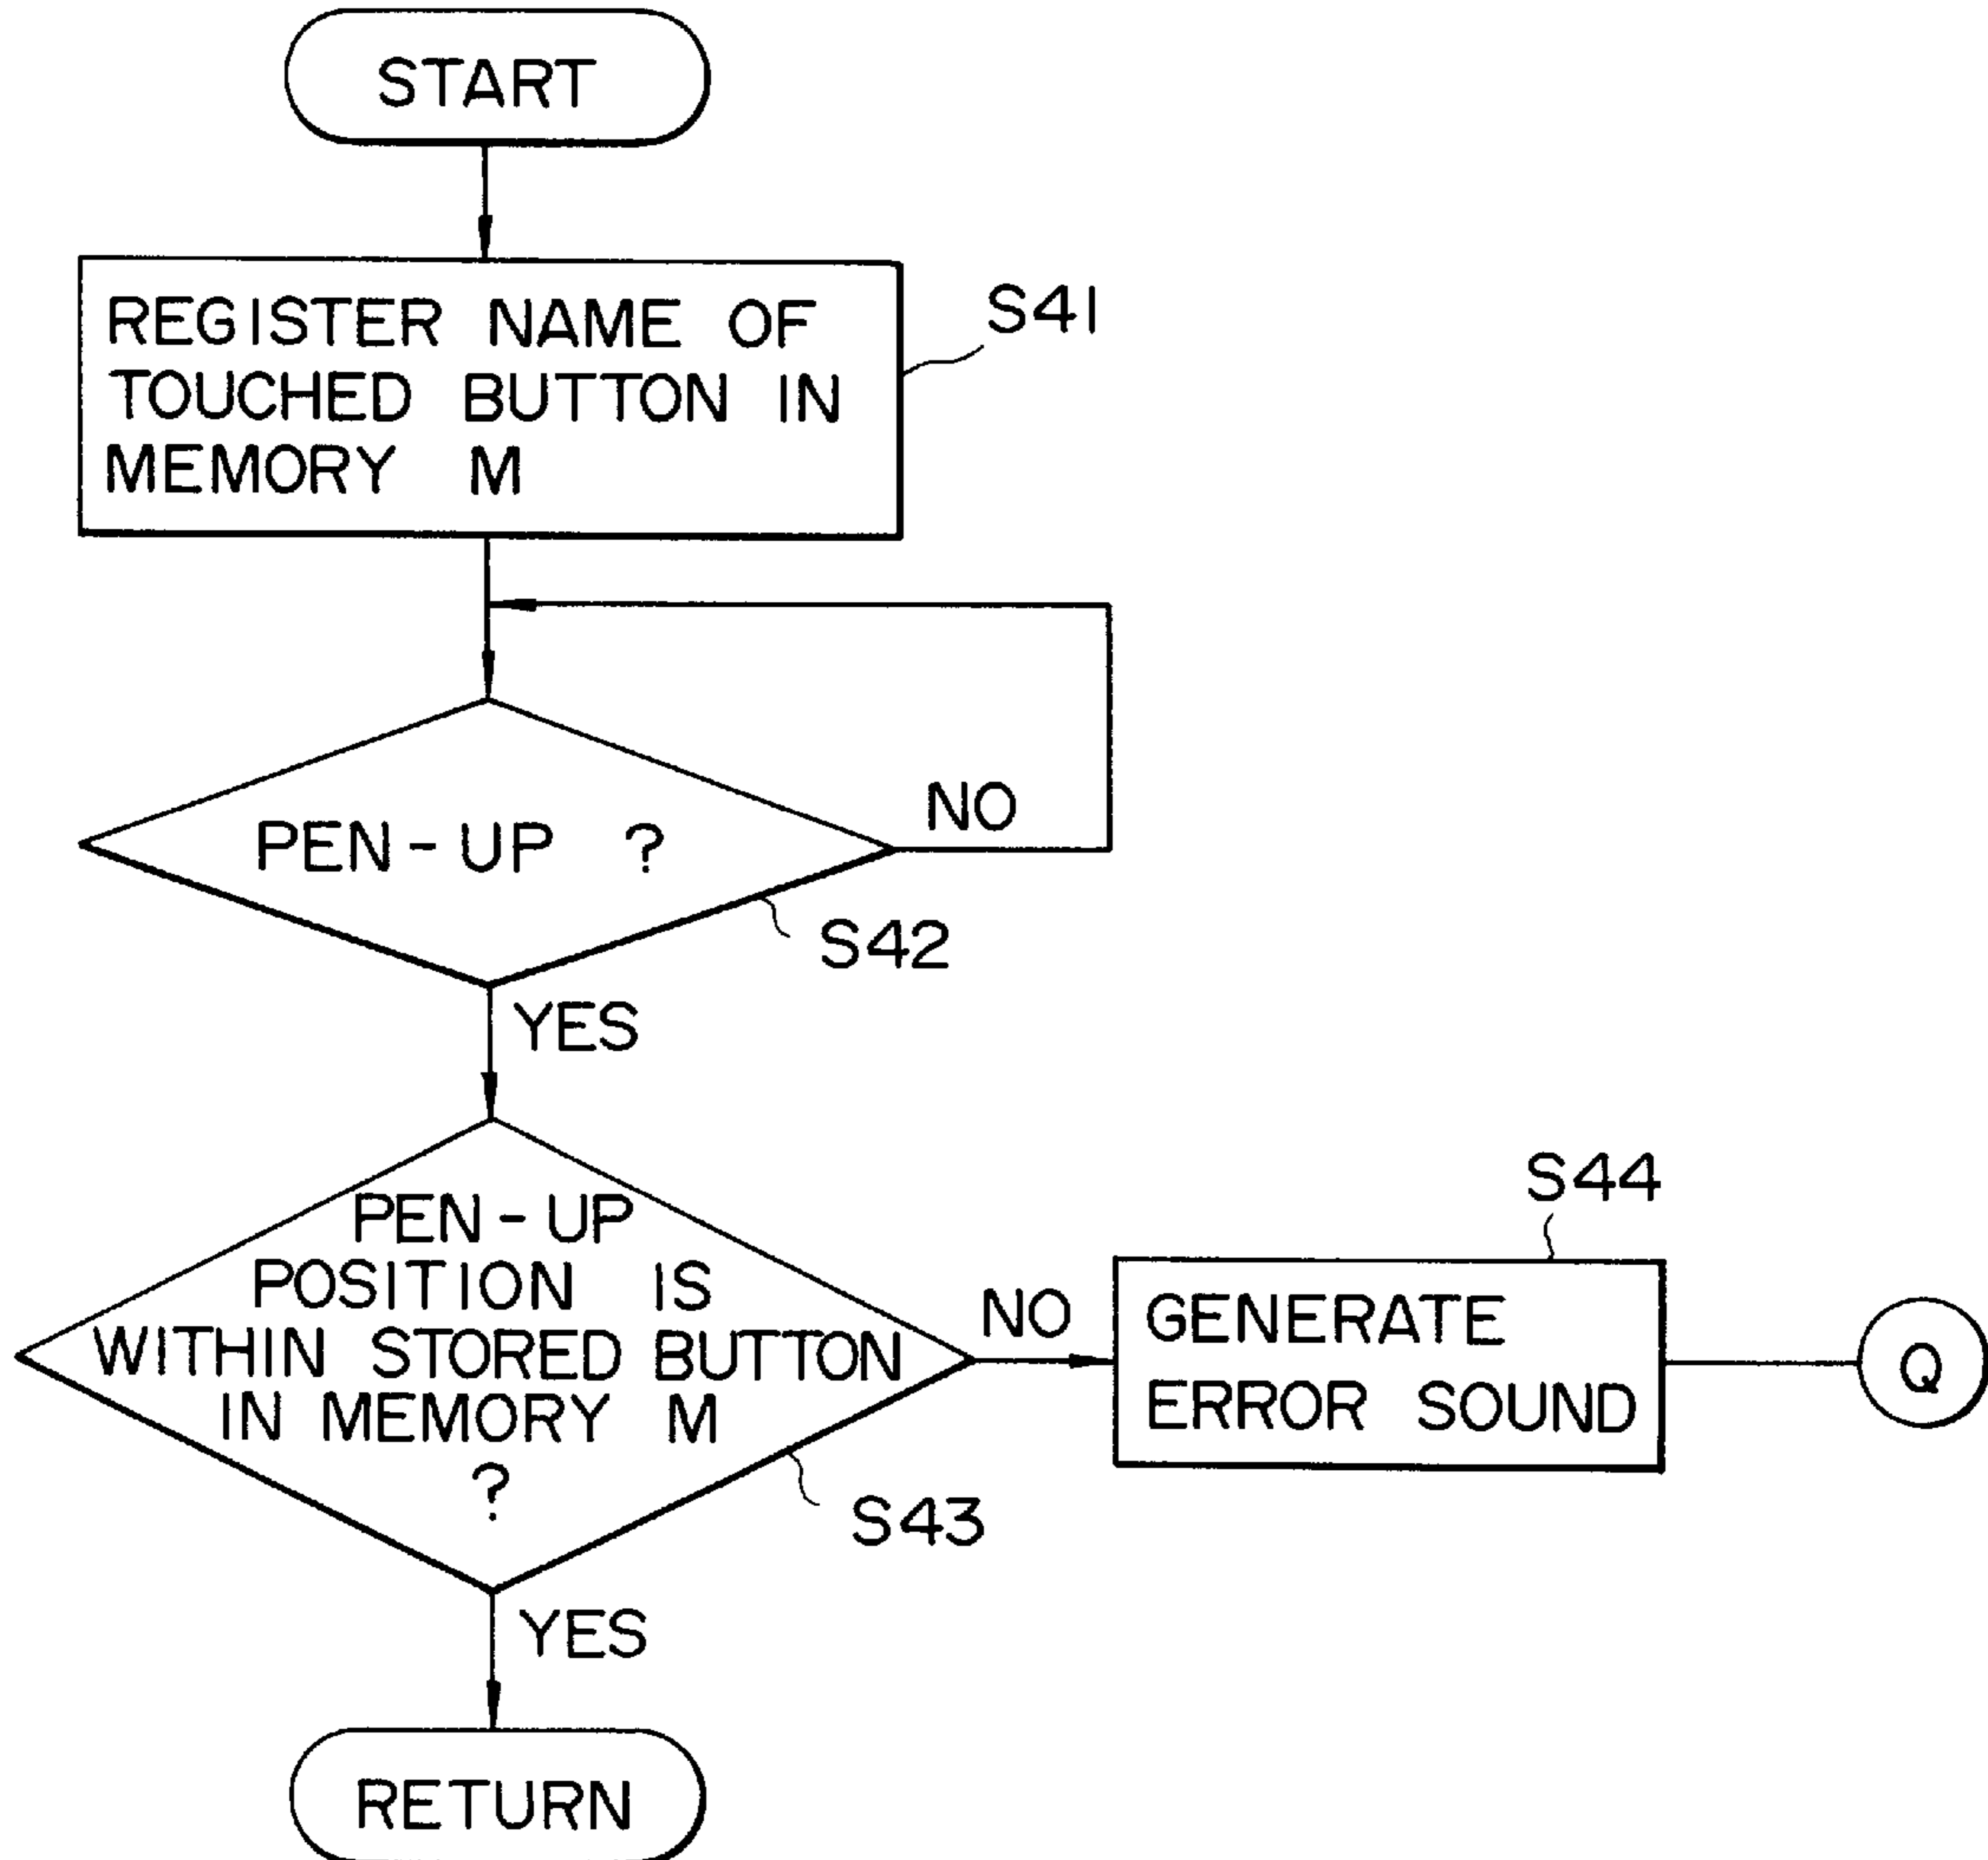 START
REGISTER NAME OF
TOUCHED BUTTON IN
MEMORY M
S41
PEN-UP ?
NO
S42
YES
PEN-UP
POSITION IS
WITHIN STORED BUTTON
IN MEMORY M
?
NO
S43
S44
GENERATE
ERROR SOUND
Q
YES
RETURN